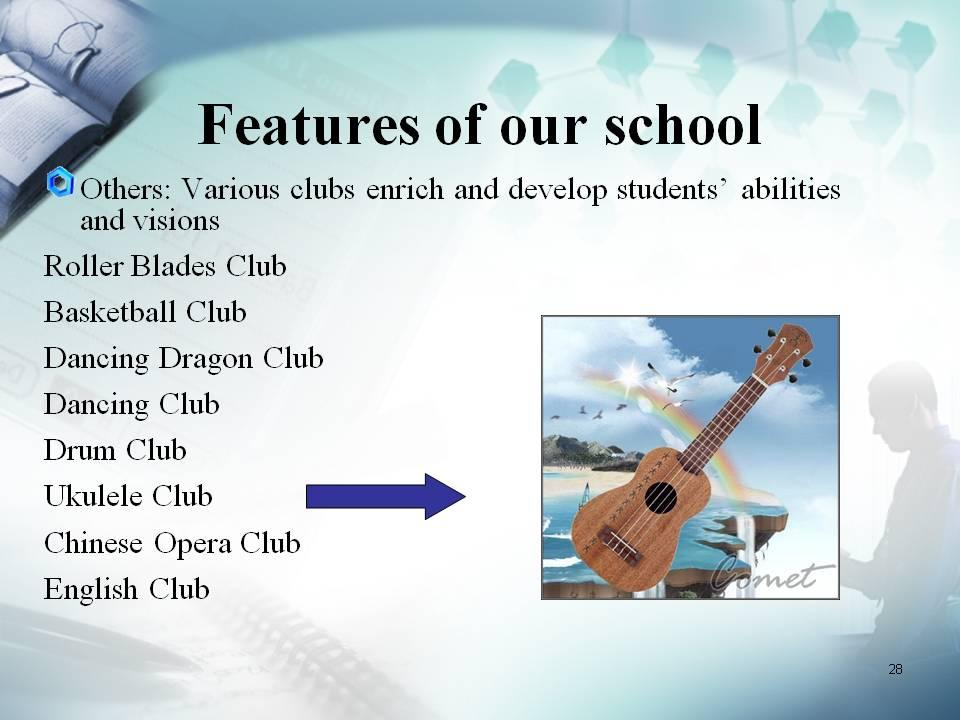 Features of our school
Others: Various clubs enrich and develop students’ abilities
and visions
Roller Blades Club
Basketball Club
Dancing Dragon Club
Dancing Club
Drum Club
Ukulele Club
Chinese Opera Club
English Club
Comet
28